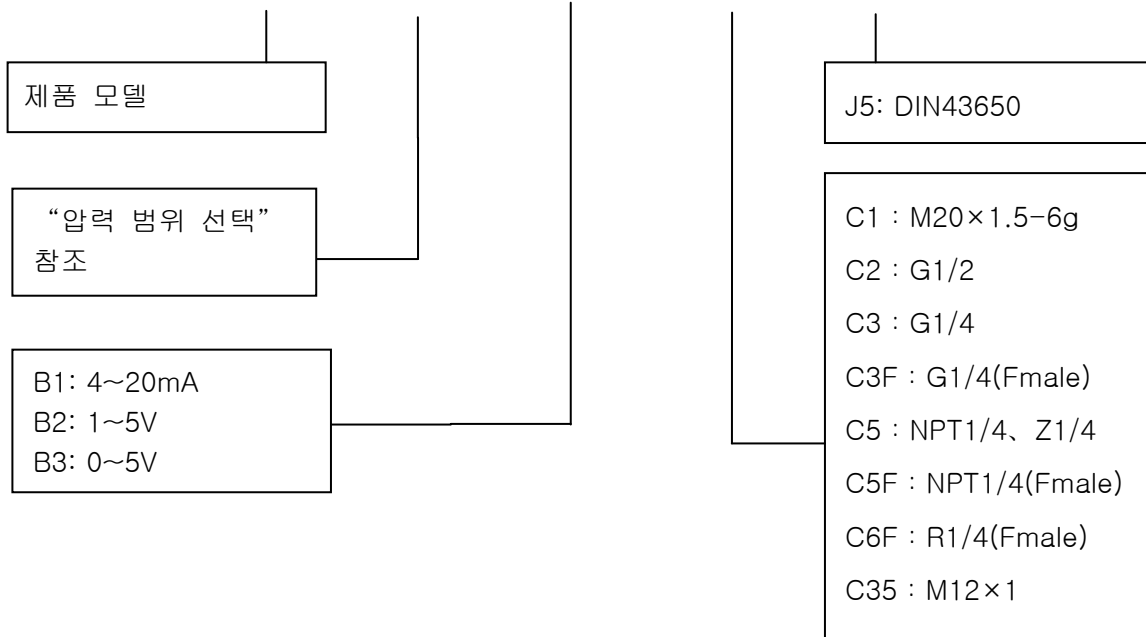 제품 모델
“압력 범위 선택”
참조
B1: 4~20mA
B2: 1~5V
B3: 0~5V
J5: DIN43650
C1 : M20×1.5-6g
C2 : G1/2
C3 : G1/4
C3F : G1/4(Fmale)
C5 : NPT1/4、Z1/4
C5F : NPT1/4(Fmale)
C6F : R1/4(Fmale)
C35 : M12×1